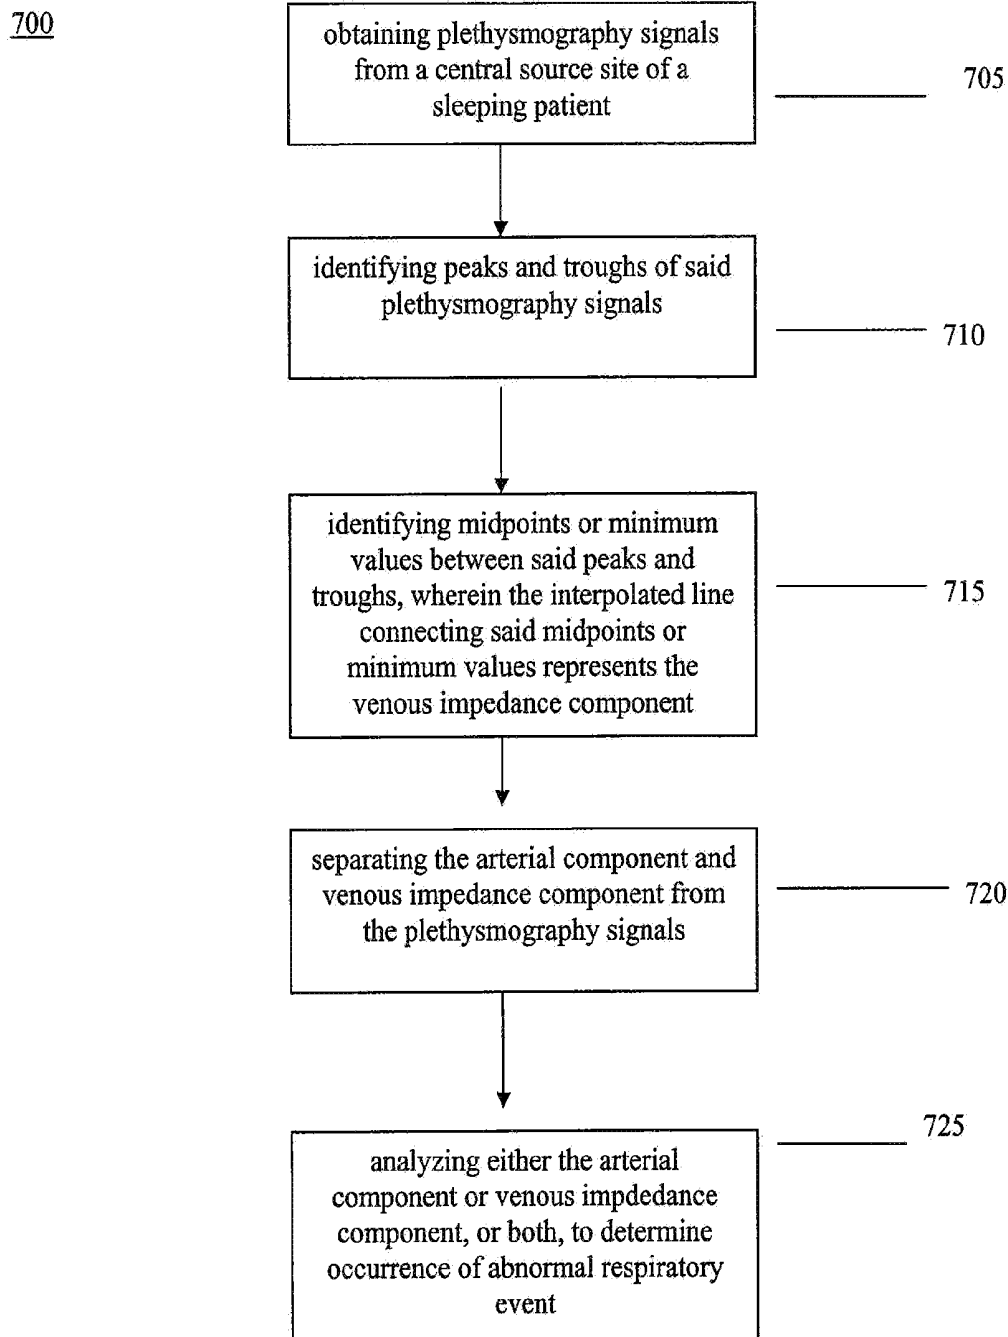 700
obtaining plethysmography signals
from a central source site of a
sleeping patient
705
identifying peaks and troughs of said
plethysmography signals
710
identifying midpoints or minimum
values between said peaks and
troughs, wherein the interpolated line
connecting said midpoints or
minimum values represents the
venous impedance component
715
separating the arterial component and
venous impedance component from
the plethysmography signals
720
725
analyzing either the arterial
component or venous impdedance
component, or both, to determine
occurrence of abnormal respiratory
event